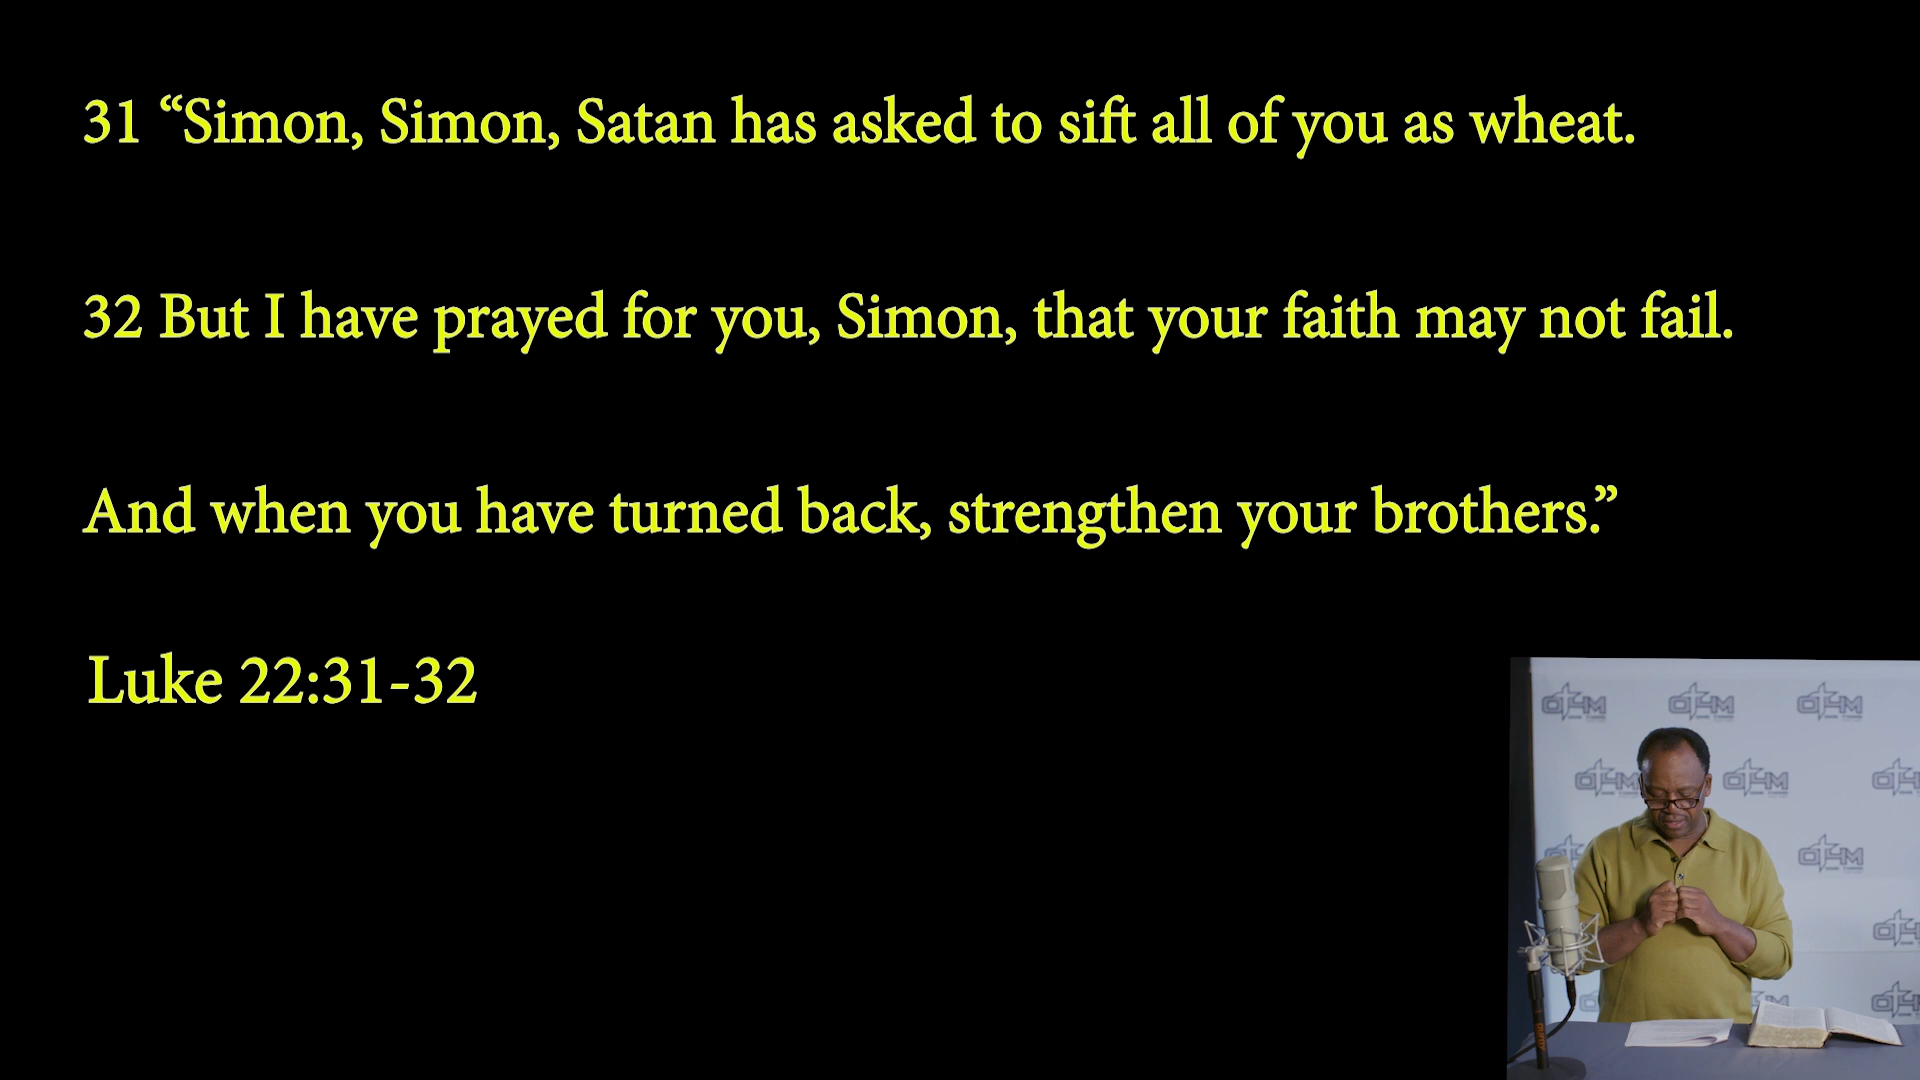 31 “Simon, Simon, Satan has asked to sift all of you as wheat.
32 But I have prayed for you, Simon, that your faith may not fail.
And when you have turned back, strengthen your brothers.”
Luke 22:31-32